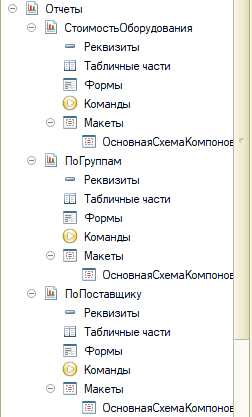 Отчеты
СтоимостьОборудования
Реквизиты
Табличные части
Формы
Команды
Макеты
ОсновнаяСхемаКомпонов
ПоГруппам
Реквизиты
Табличные части
Формы
Команды
Макеты
ОсновнаяСхемаКомпонов
ПоПоставщику
Реквизиты
Табличные части
Формы
Команды
Макеты
ОсновнаяСхемаКомпонов